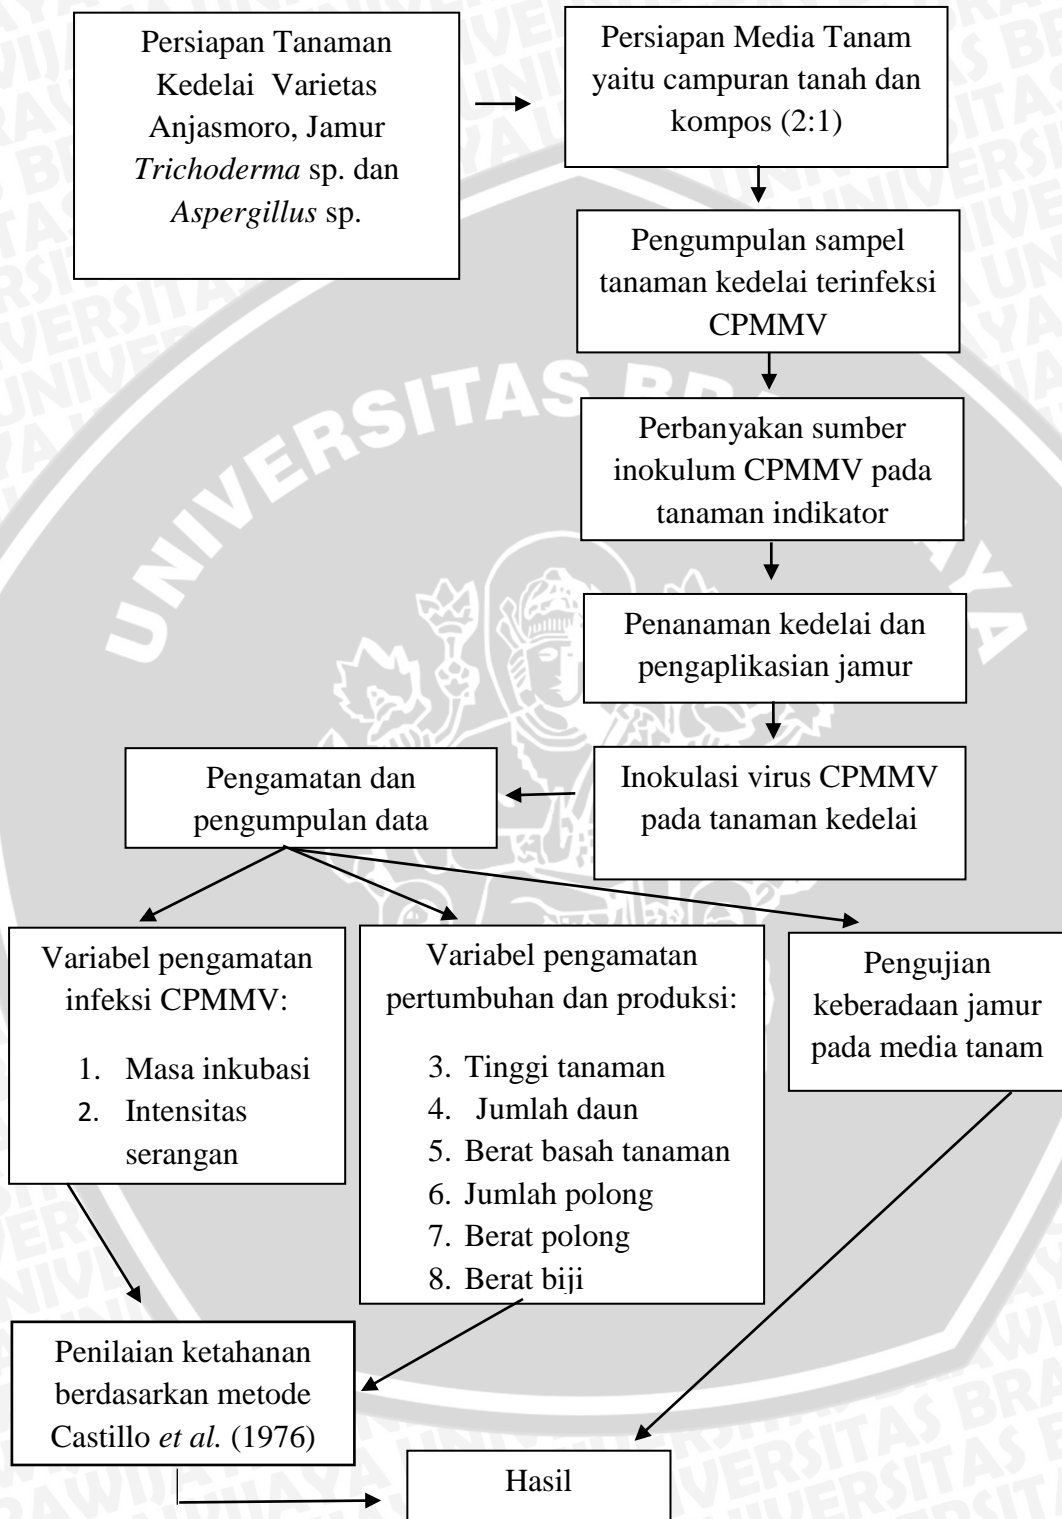 Persiapan Tanaman
Kedelai Varietas
Anjasmoro, Jamur
Trichoderma sp. dan
Aspergillus sp.
Persiapan Media Tanam
yaitu campuran tanah dan
kompos (2:1)
Pengumpulan sampel
tanaman kedelai terinfeksi
CPMMV
Perbanyakan sumber
inokulum CPMMV pada
tanaman indikator
Penanaman kedelai dan
pengaplikasian jamur
Inokulasi virus CPMMV
pada tanaman kedelai
Pengamatan dan
pengumpulan data
Variabel pengamatan
infeksi CPMMV:
1. Masa inkubasi
2. Intensitas
serangan
Variabel pengamatan
pertumbuhan dan produksi:
3. Tinggi tanaman
4. Jumlah daun
5. Berat basah tanaman
6. Jumlah polong
7. Berat polong
8. Berat biji
Pengujian
keberadaan jamur
pada media tanam
Penilaian ketahanan
berdasarkan metode
Castillo et al. (1976)
Hasil
UNIVERSITAS BRA
AYA